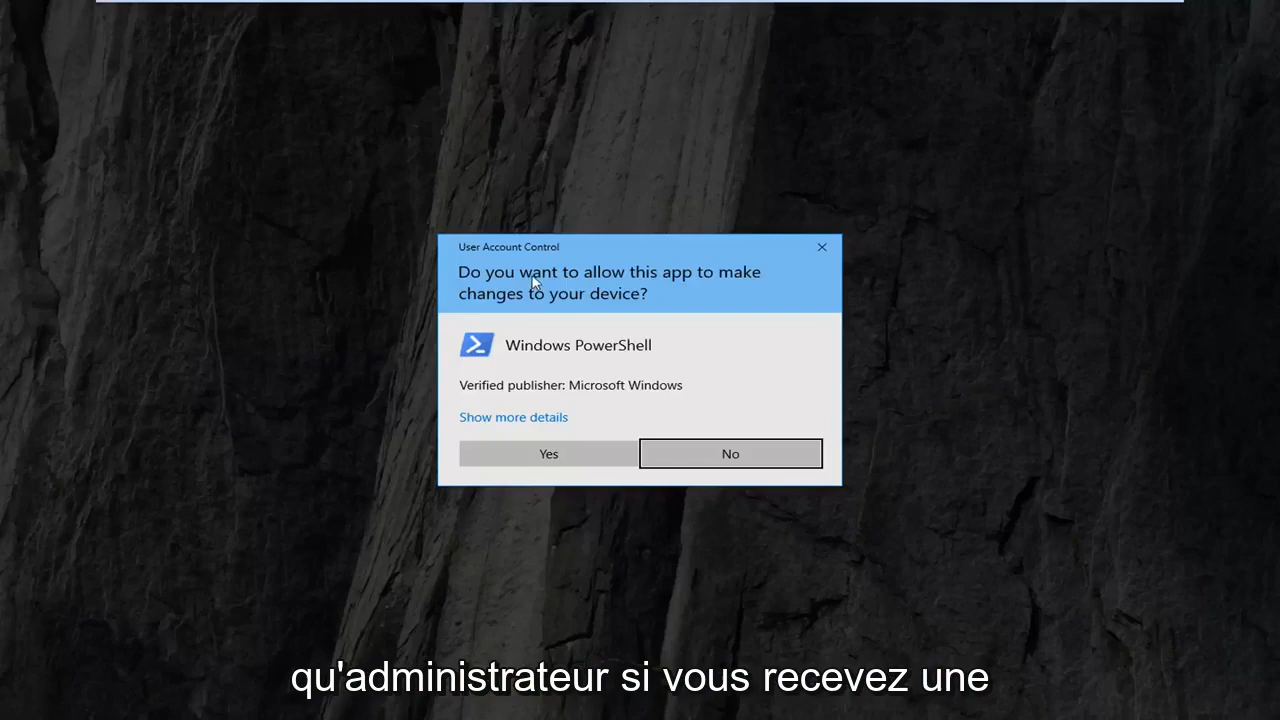 User Account Control
Do you want to allow this app to make
changes to your device?
Windows PowerShell
Verified publisher: Microsoft Windows
Show more details
Yes
No
qu'administrateur si vous recevez une